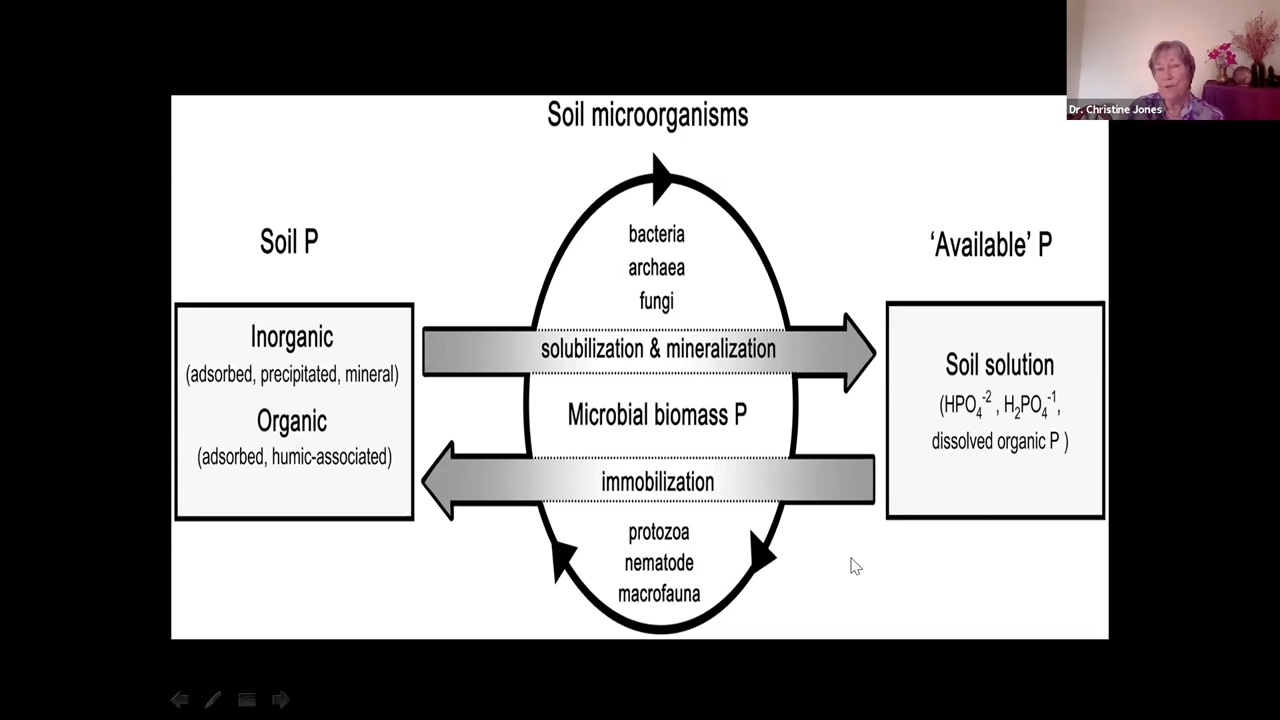 Soil microorganisms
Dr. Christine Jones
Soil P
Inorganic
(adsorbed, precipitated, mineral)
Organic
(adsorbed, humic-associated)
bacteria
archaea
fungi
solubilization & mineralization
Microbial biomass P
immobilization
protozoa
nematode
macrofauna
‘Available’ P
Soil solution
(HPO₄⁻², H₂PO₄⁻¹,
dissolved organic P )